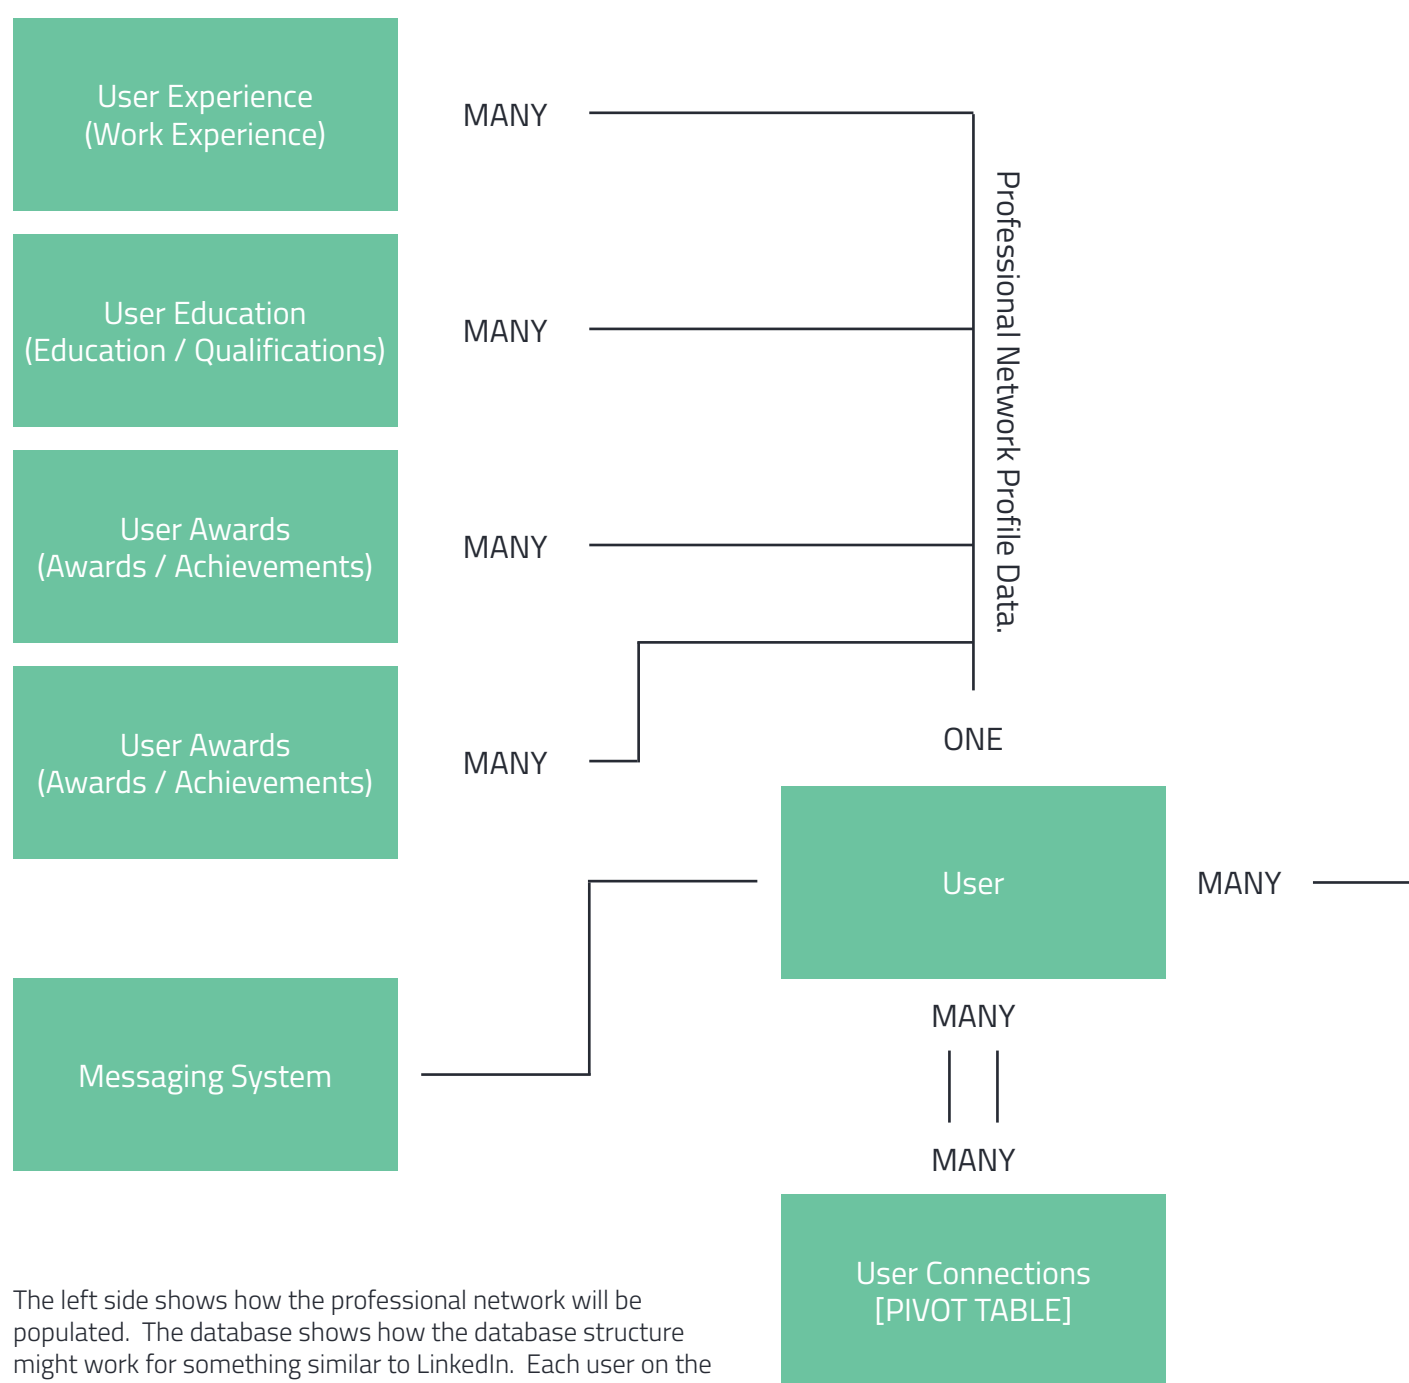 User Experience
(Work Experience)
MANY
User Education
(Education / Qualifications)
MANY
User Awards
(Awards / Achievements)
MANY
User Awards
(Awards / Achievements)
MANY
Professional Network Profile Data.
ONE
User
MANY
MANY
MANY
Messaging System
User Connections
[PIVOT TABLE]
The left side shows how the professional network will be
populated. The database shows how the database structure
might work for something similar to LinkedIn. Each user on the